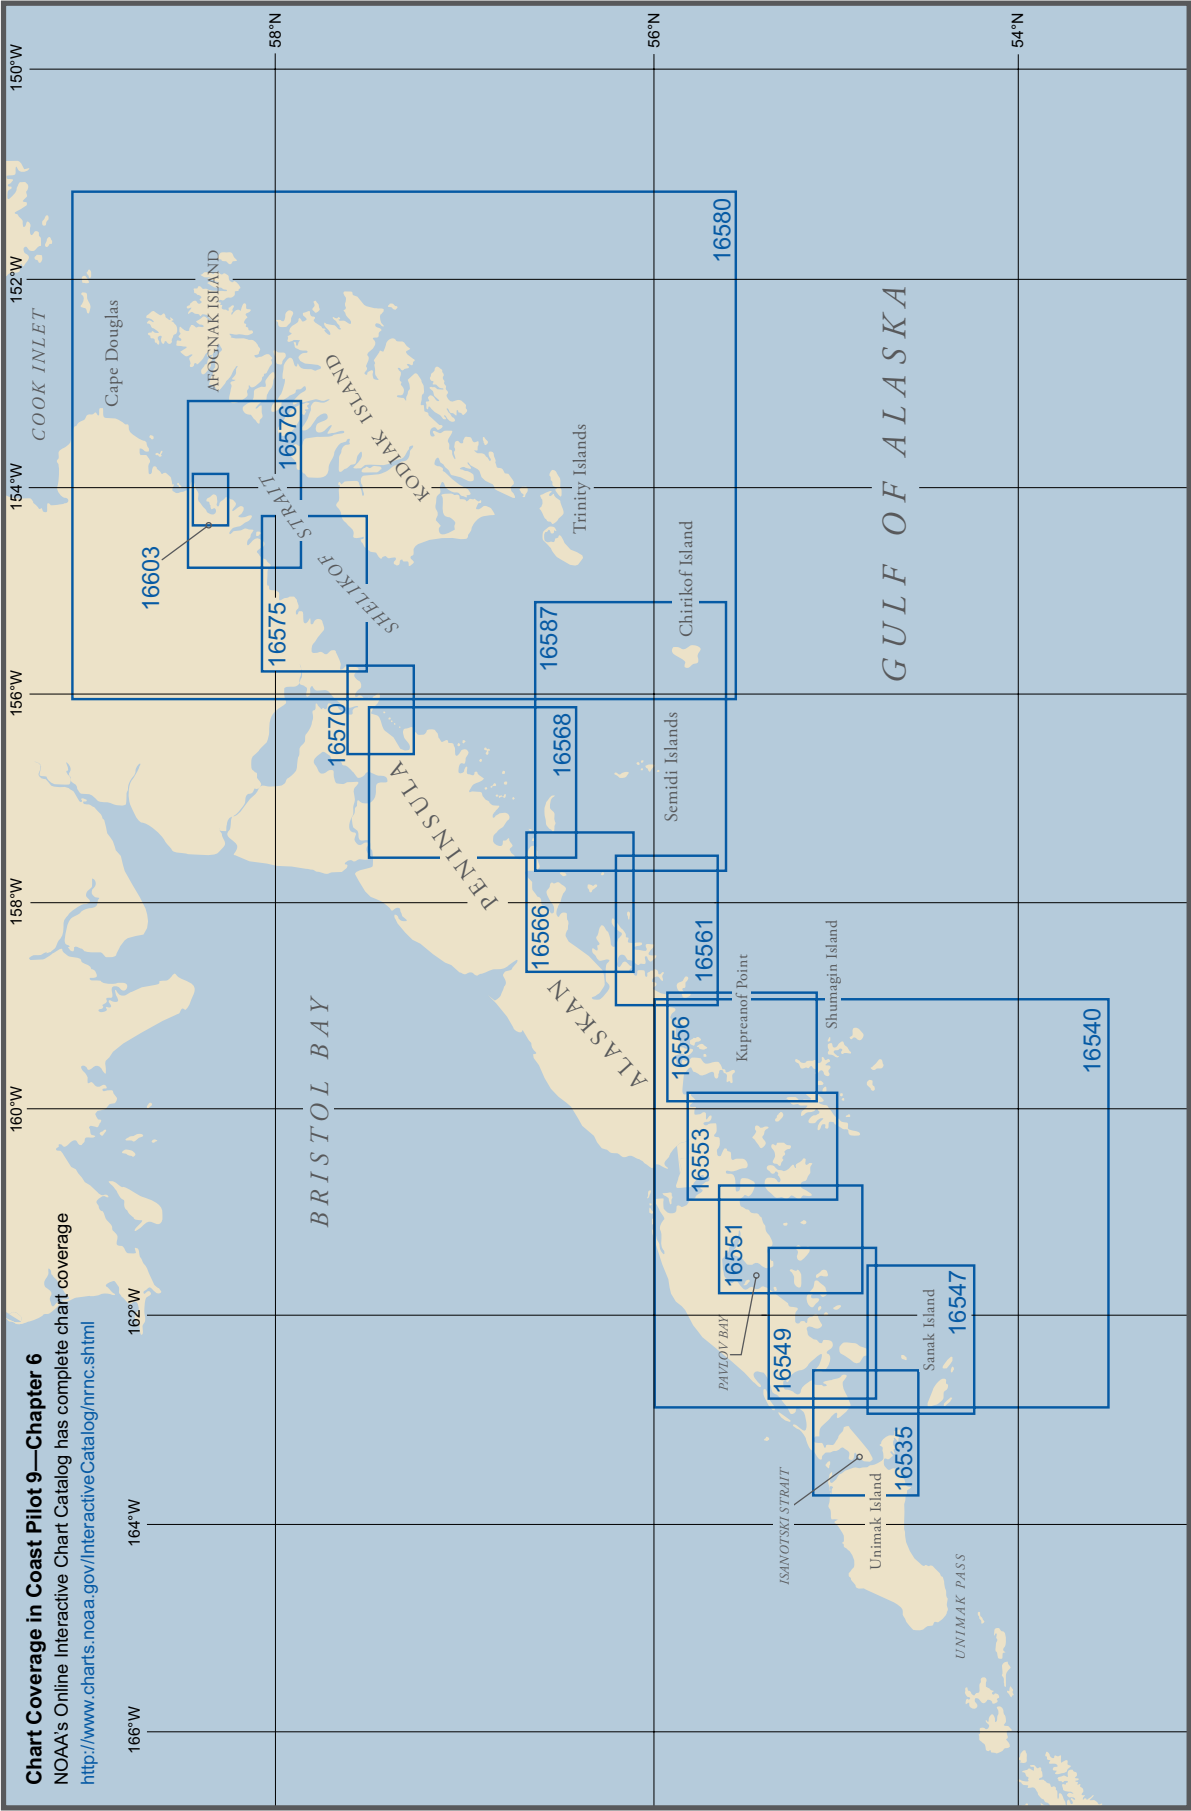 Chart Coverage in Coast Pilot 9—Chapter 6
NOAA's Online Interactive Chart Catalog has complete chart coverage
http://www.charts.noaa.gov/InteractiveCatalog/nrnc.shtml
166°W
164°W
162°W
160°W
158°W
156°W
154°W
152°W
150°W
58°N
56°N
54°N
COOK INLET
Cape Douglas
AFOGNAK ISLAND
16603
16576
SHELIKOF STRAIT
KODIAK ISLAND
16575
Trinity Islands
16580
16570
16587
Chirikof Island
16568
Semidi Islands
BRISTOL BAY
ALASKAN PENINSULA
16566
16561
GULF OF ALASKA
16556
Kupreanof Point
Shumagin Island
16540
16553
16551
PAVLOV BAY
16549
16547
Sanak Island
16535
ISANOTSKI STRAIT
Unimak Island
UNIMAK PASS